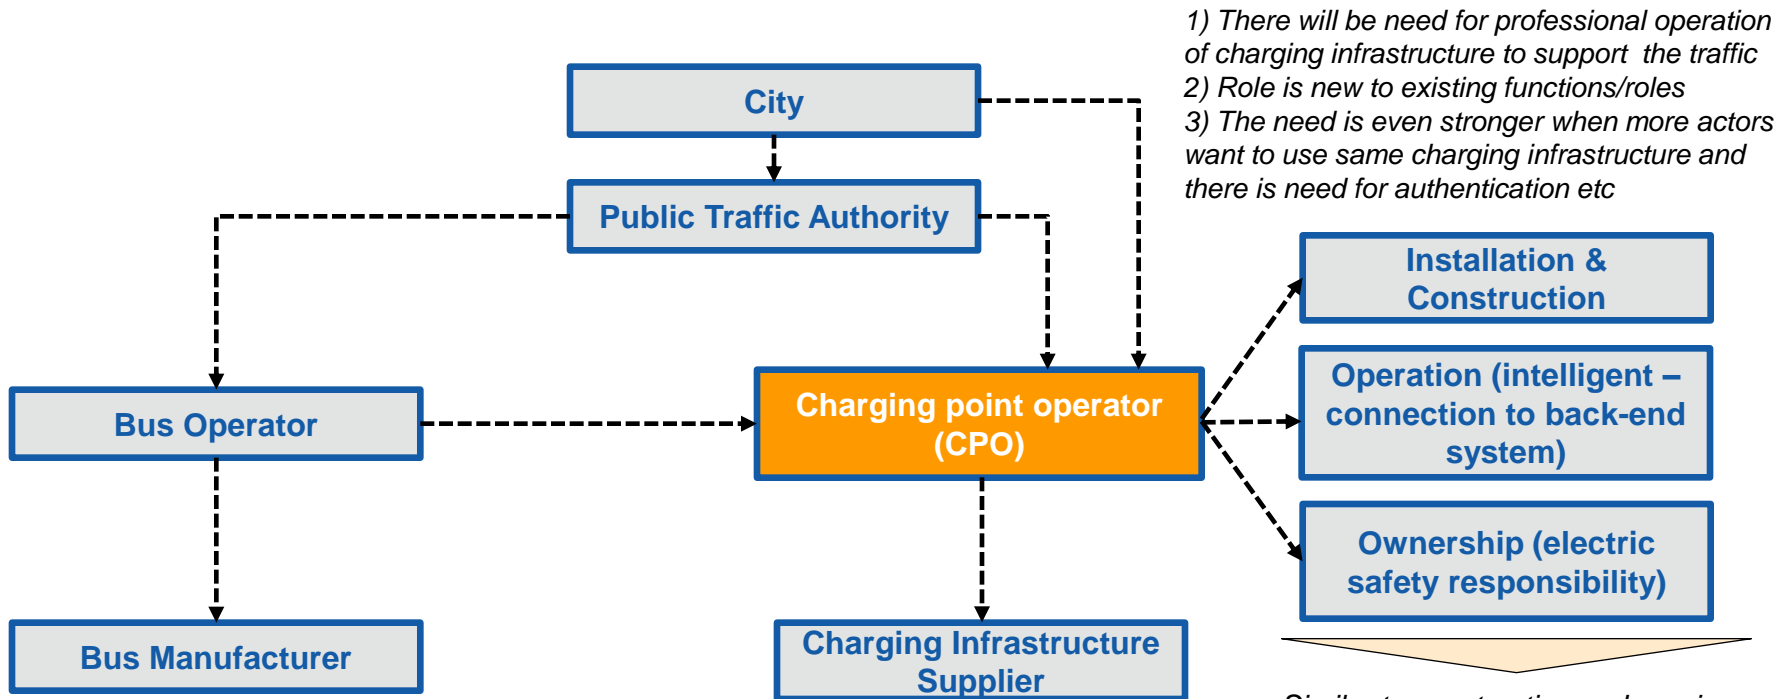 1) There will be need for professional operation
of charging infrastructure to support the traffic
2) Role is new to existing functions/roles
3) The need is even stronger when more actors
want to use same charging infrastructure and
there is need for authentication etc
City
Public Traffic Authority
Installation &
Construction
Bus Operator
Charging point operator
(CPO)
Operation (intelligent –
connection to back-end
system)
Ownership (electric
safety responsibility)
Bus Manufacturer
Charging Infrastructure
Supplier